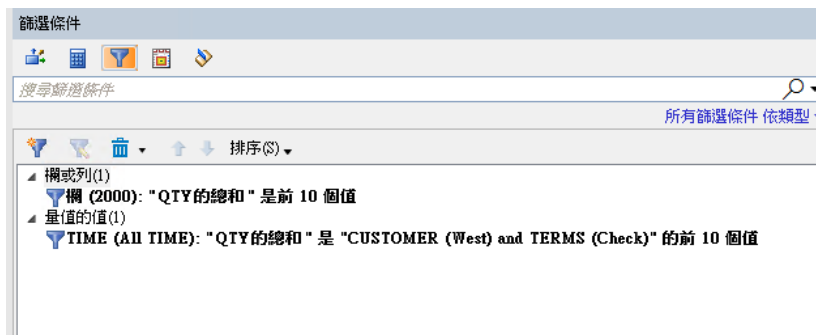 篩選條件
搜尋篩選條件
所有篩選條件 依類型
排序(S)
欄或列(1)
欄 (2000): "QTY的總和" 是前 10 個值
量值的值(1)
TIME (All TIME): "QTY的總和" 是 "CUSTOMER (West) and TERMS (Check)" 的前 10 個值